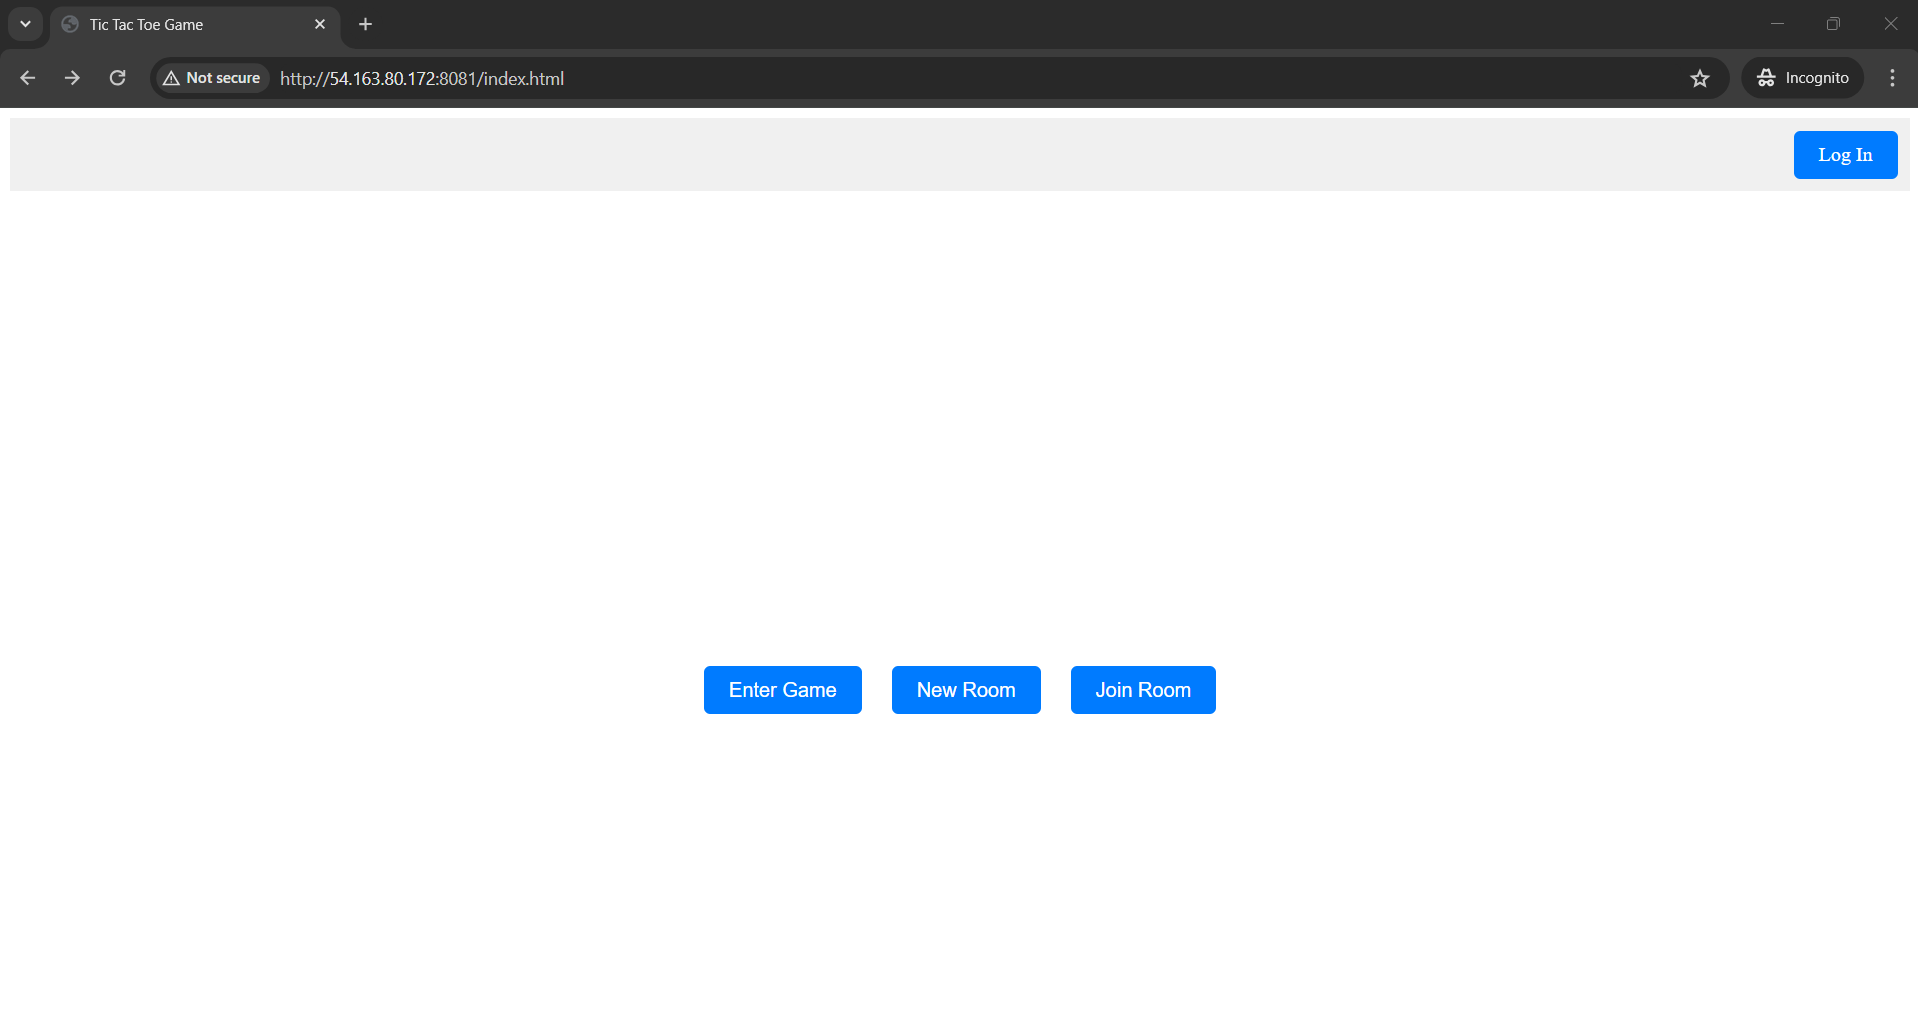 Tic Tac Toe Game
Not secure http://54.163.80.172:8081/index.html Incognito
Log In
Enter Game New Room Join Room